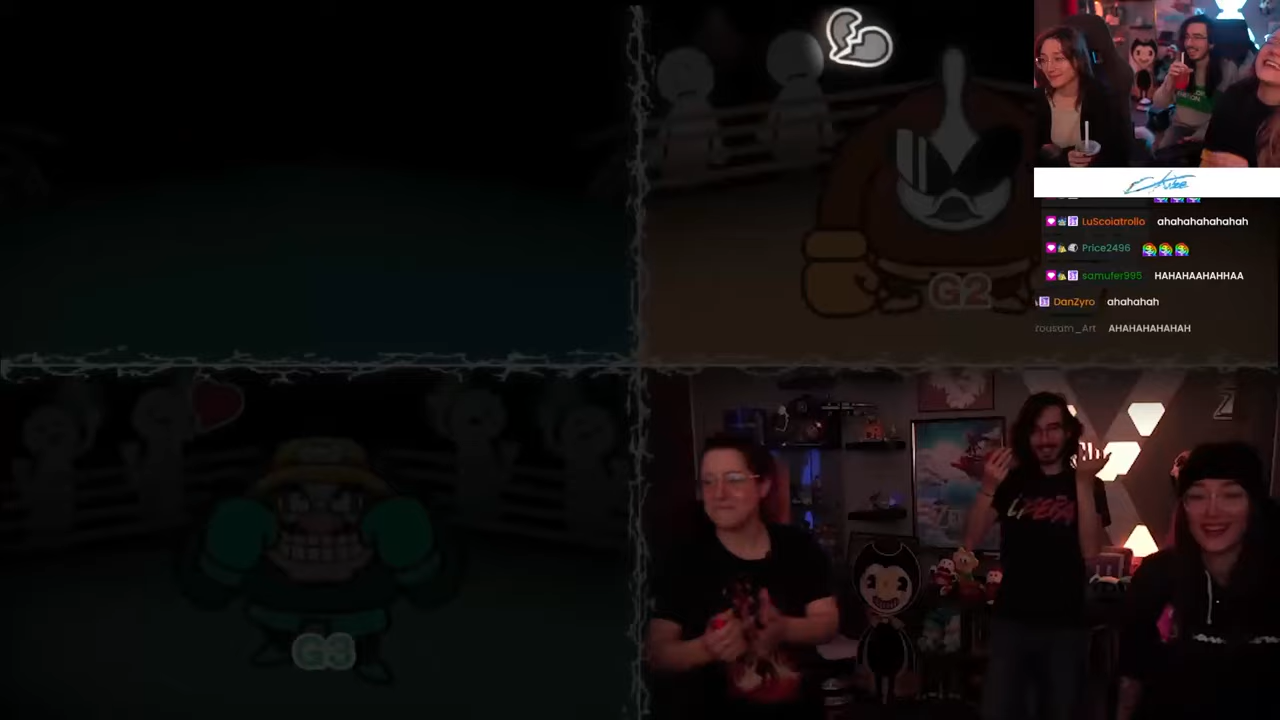 G2
LuScoiatrollo ahahahahahahah
Price2496
samufer995 HAHAHAAHAHHAA
DanZyro ahahahah
rousam_Art AHAHAHAHAHAH
G3